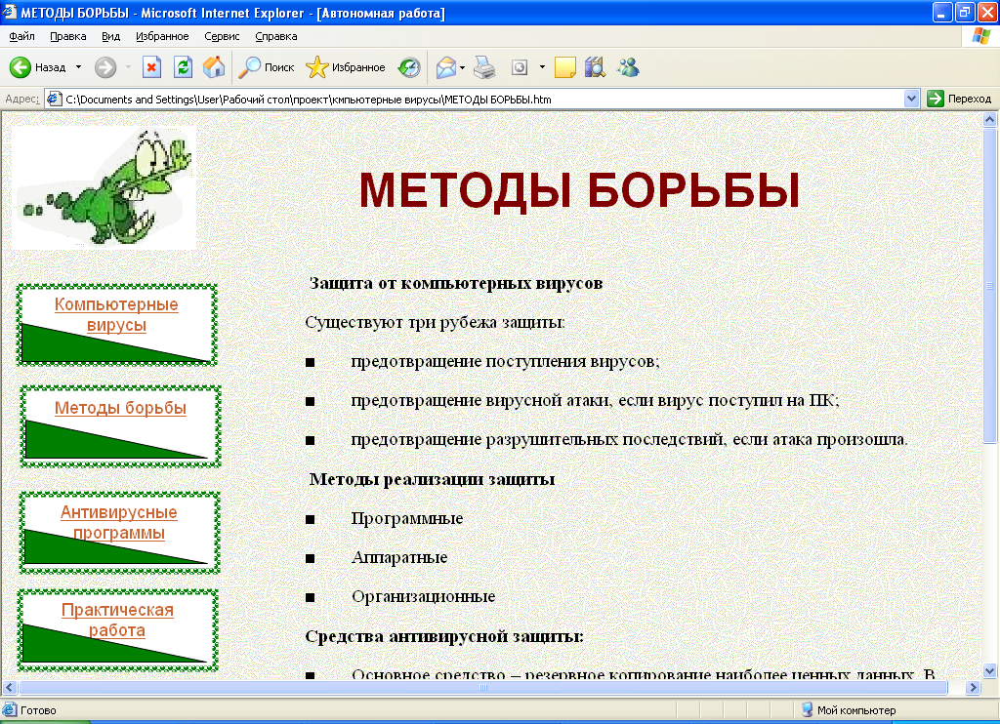 МЕТОДЫ БОРЬБЫ - Microsoft Internet Explorer - [Автономная работа]
Файл Правка Вид Избранное Сервис Справка
Назад Поиск Избранное
Адрес: C:\Documents and Settings\User\Рабочий стол\проект\кмпьютерные вирусы\МЕТОДЫ БОРЬБЫ.htm Переход
МЕТОДЫ БОРЬБЫ
Компьютерные
вирусы
Методы борьбы
Антивирусные
программы
Практическая
работа
Защита от компьютерных вирусов
Существуют три рубежа защиты:
предотвращение поступления вирусов;
предотвращение вирусной атаки, если вирус поступил на ПК;
предотвращение разрушительных последствий, если атака произошла.
Методы реализации защиты
Программные
Аппаратные
Организационные
Средства антивирусной защиты:
Основное средство – резервное копирование наиболее ценных данных. В
Готово Мой компьютер